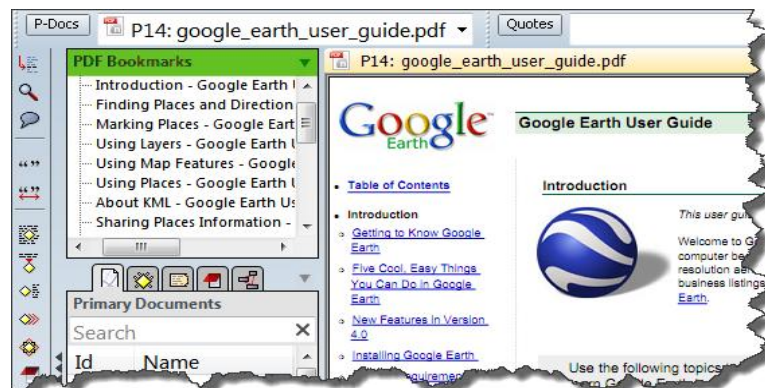 P-Docs
P14: google_earth_user_guide.pdf
Quotes
PDF Bookmarks
Introduction - Google Earth
Finding Places and Direction
Marking Places - Google Eart
Using Layers - Google Earth
Using Map Features - Google
Using Places - Google Earth
About KML - Google Earth Us
Sharing Places Information -
Primary Documents
Search
Id Name
P14: google_earth_user_guide.pdf
Google
Earth
Google Earth User Guide
Table of Contents
Introduction
Getting to Know Google
Earth
Five Cool, Easy Things
You Can Do in Google
Earth
New Features in Version
4.0
Installing Google Earth
Introduction
This user
Welcome to
computer
resolution
business listings
Earth.
Use the following topics